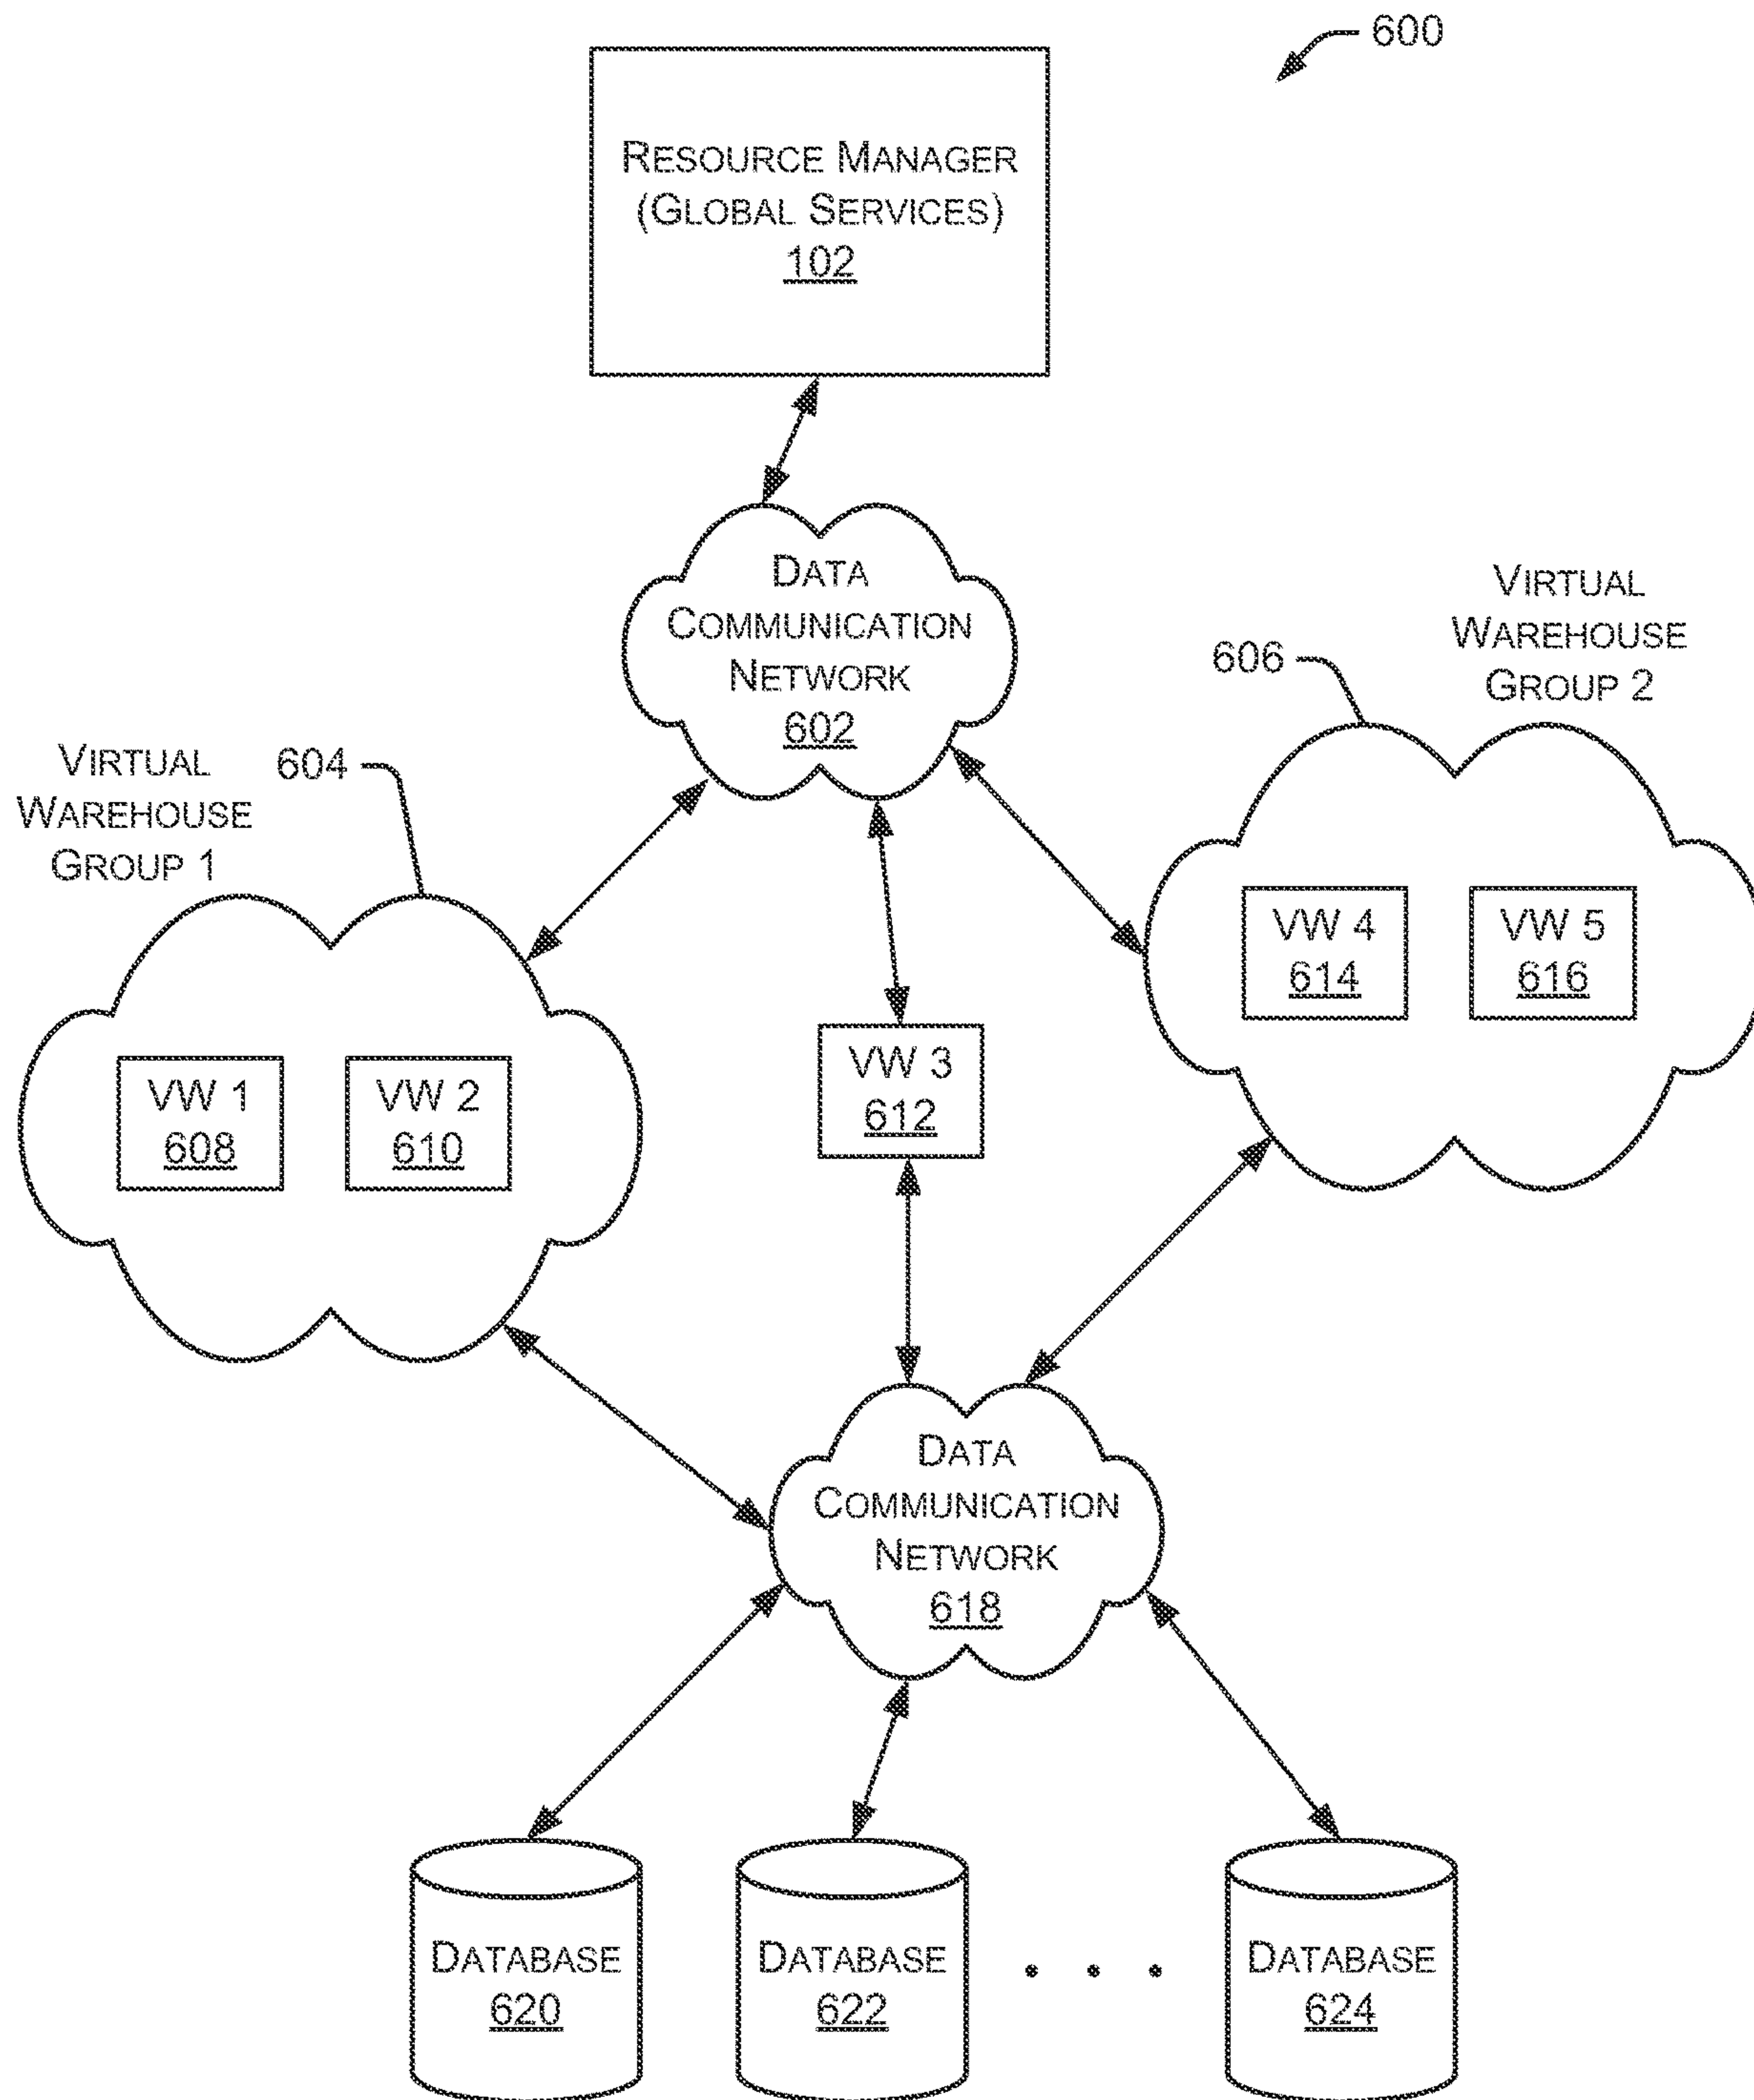 600
RESOURCE MANAGER
(GLOBAL SERVICES)
102
DATA
COMMUNICATION
NETWORK
602
VIRTUAL
WAREHOUSE
GROUP 2
606
VIRTUAL
WAREHOUSE
GROUP 1
604
VW 4
614
VW 5
616
VW 3
612
VW 1
608
VW 2
610
DATA
COMMUNICATION
NETWORK
618
DATABASE
620
DATABASE
622
. . .
DATABASE
624